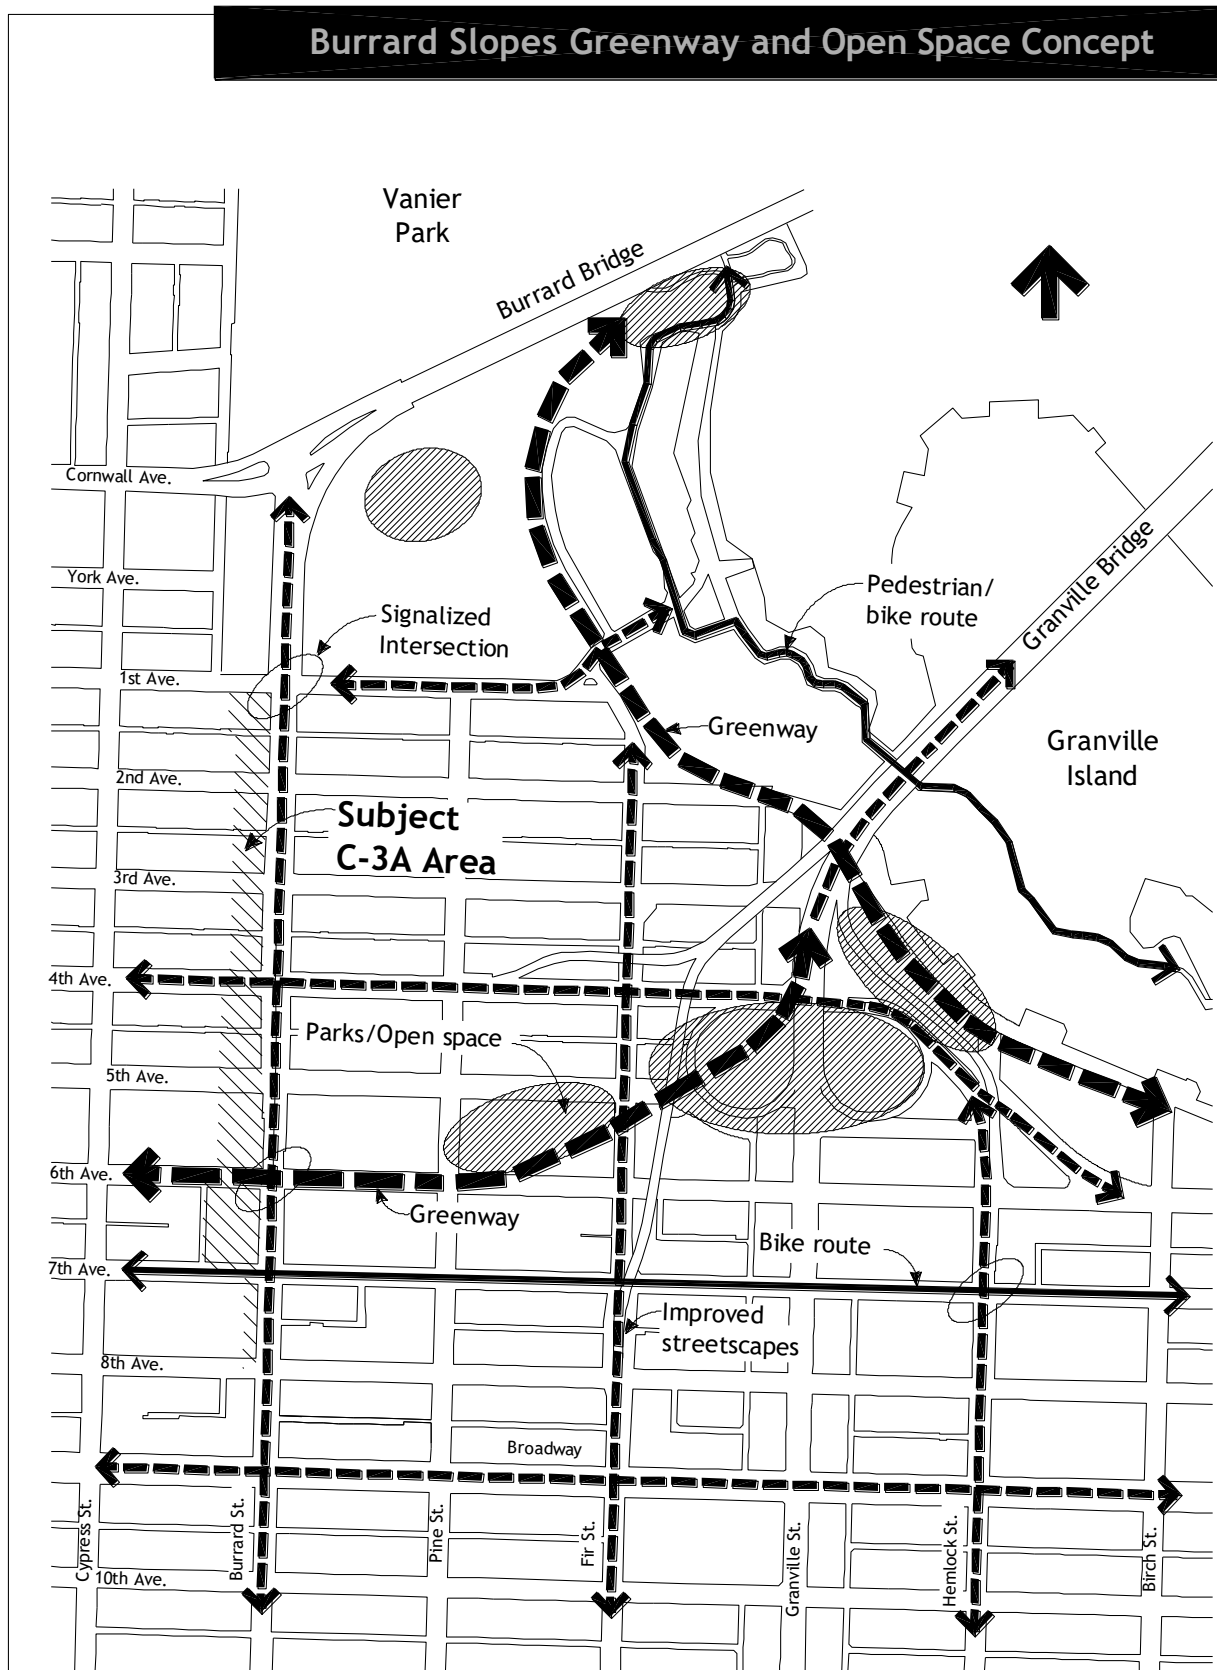 Burrard Slopes Greenway and Open Space Concept
Vanier
Park
Burrard Bridge
Cornwall Ave.
York Ave.
Signalized
Intersection
Pedestrian/
bike route
Granville Bridge
1st Ave.
Greenway
Granville
Island
2nd Ave.
Subject
C-3A Area
3rd Ave.
4th Ave.
Parks/Open space
5th Ave.
6th Ave.
Greenway
Bike route
7th Ave.
Improved
streetscapes
8th Ave.
Broadway
Cypress St.
Burrard St.
Pine St.
Fir St.
Granville St.
Hemlock St.
Birch St.
10th Ave.